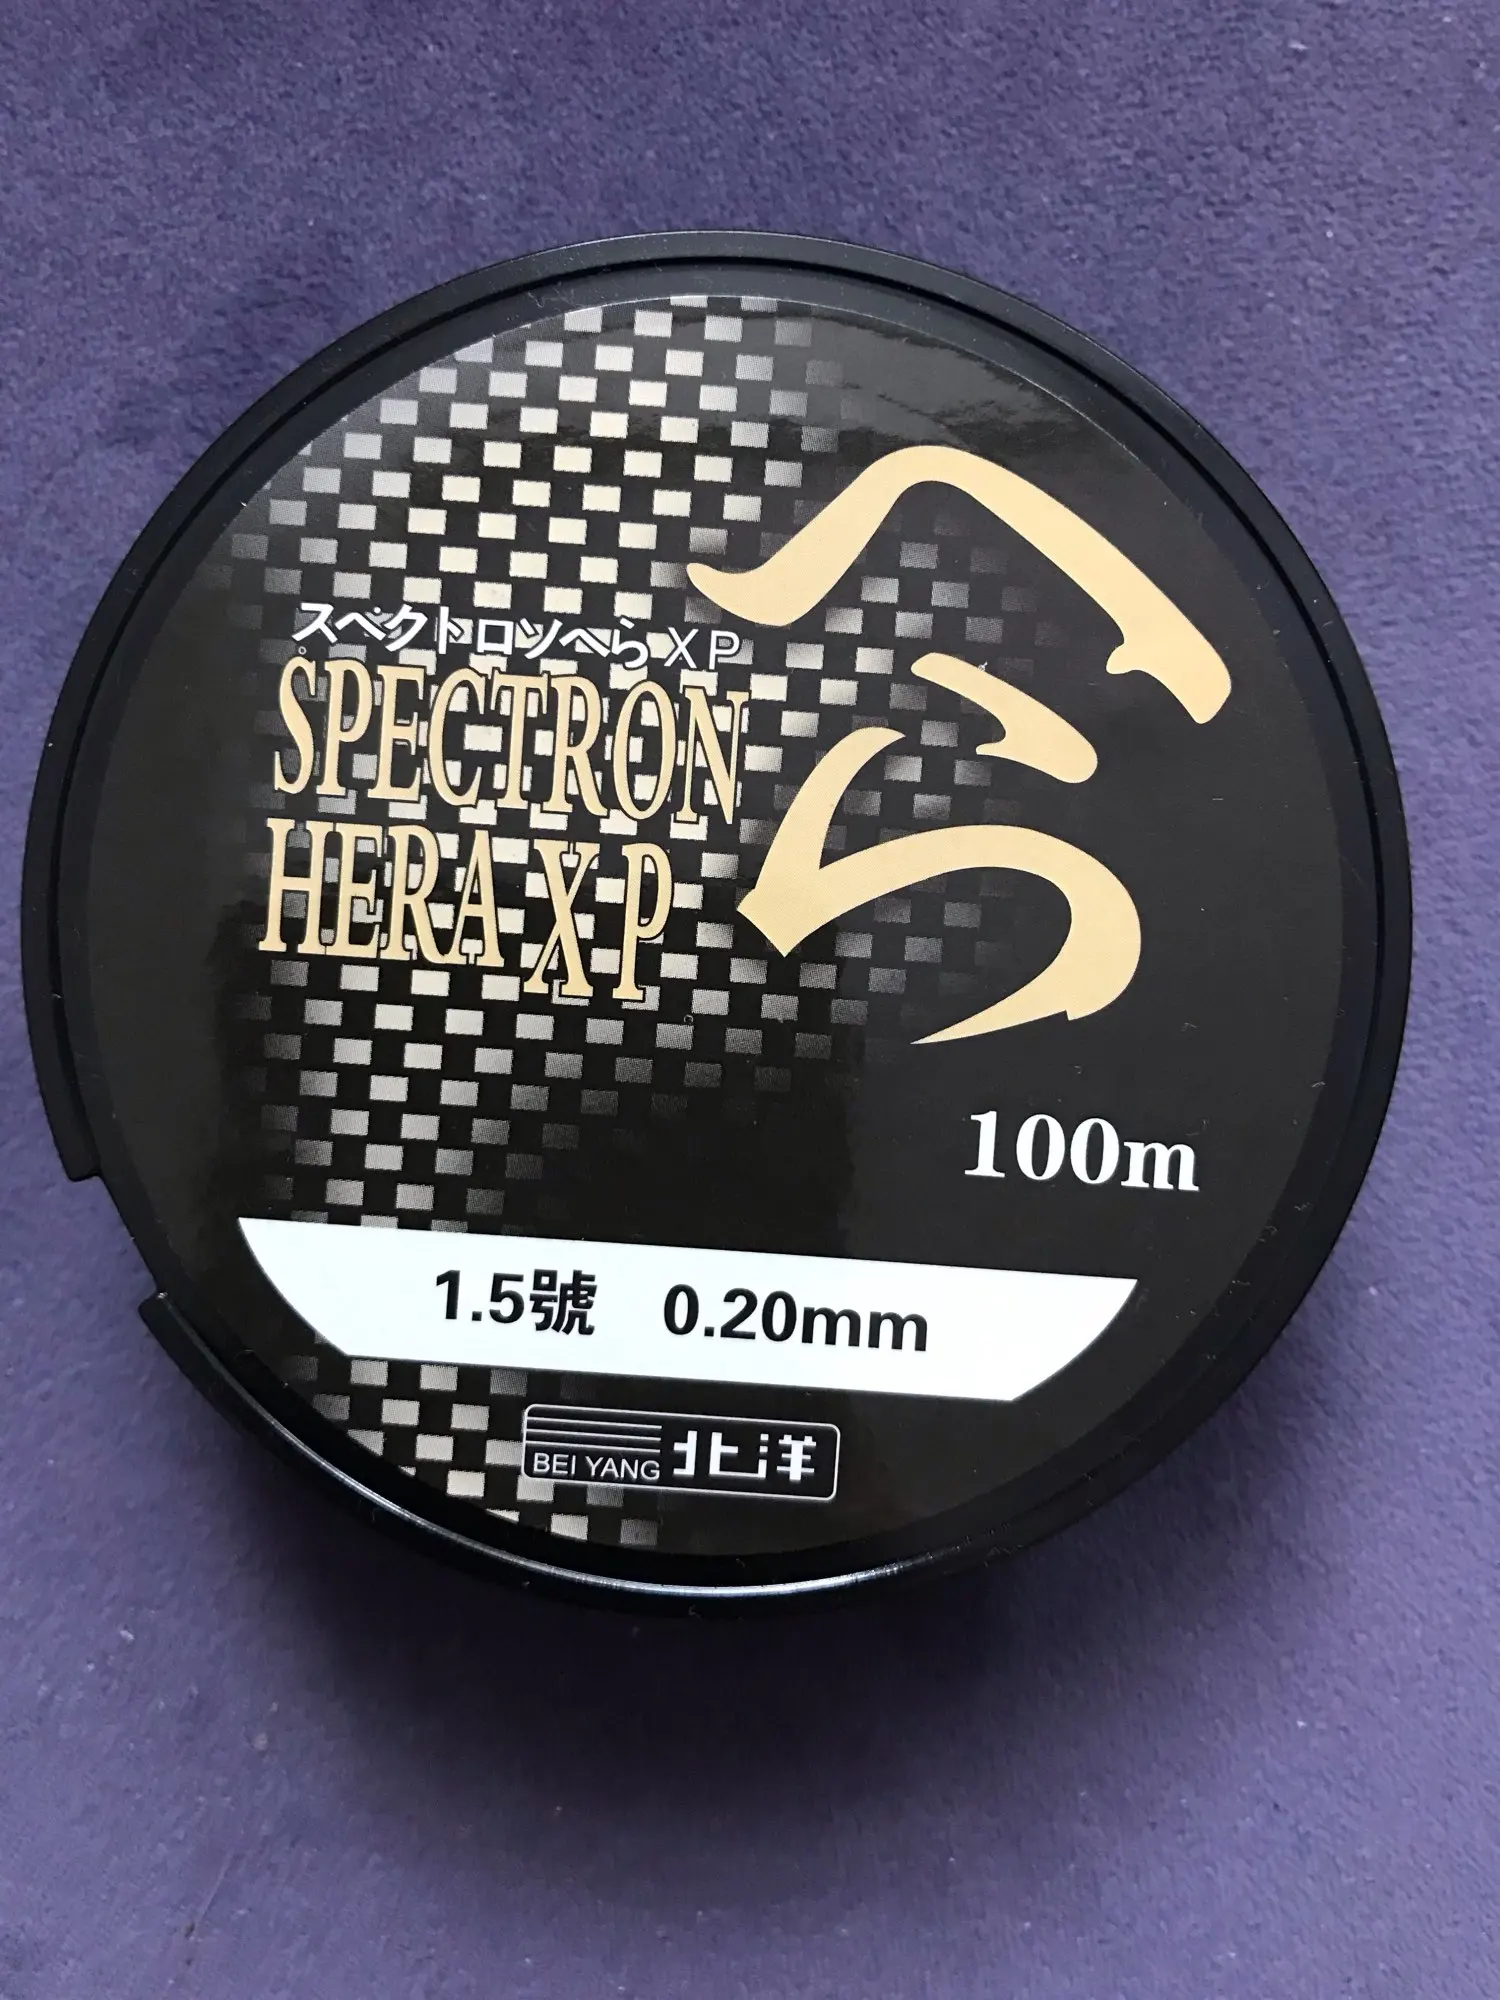 へら
スペクトロソへらXP
SPECTRON
HERA XP
100m
1.5號 0.20mm
BEI YANG 北洋